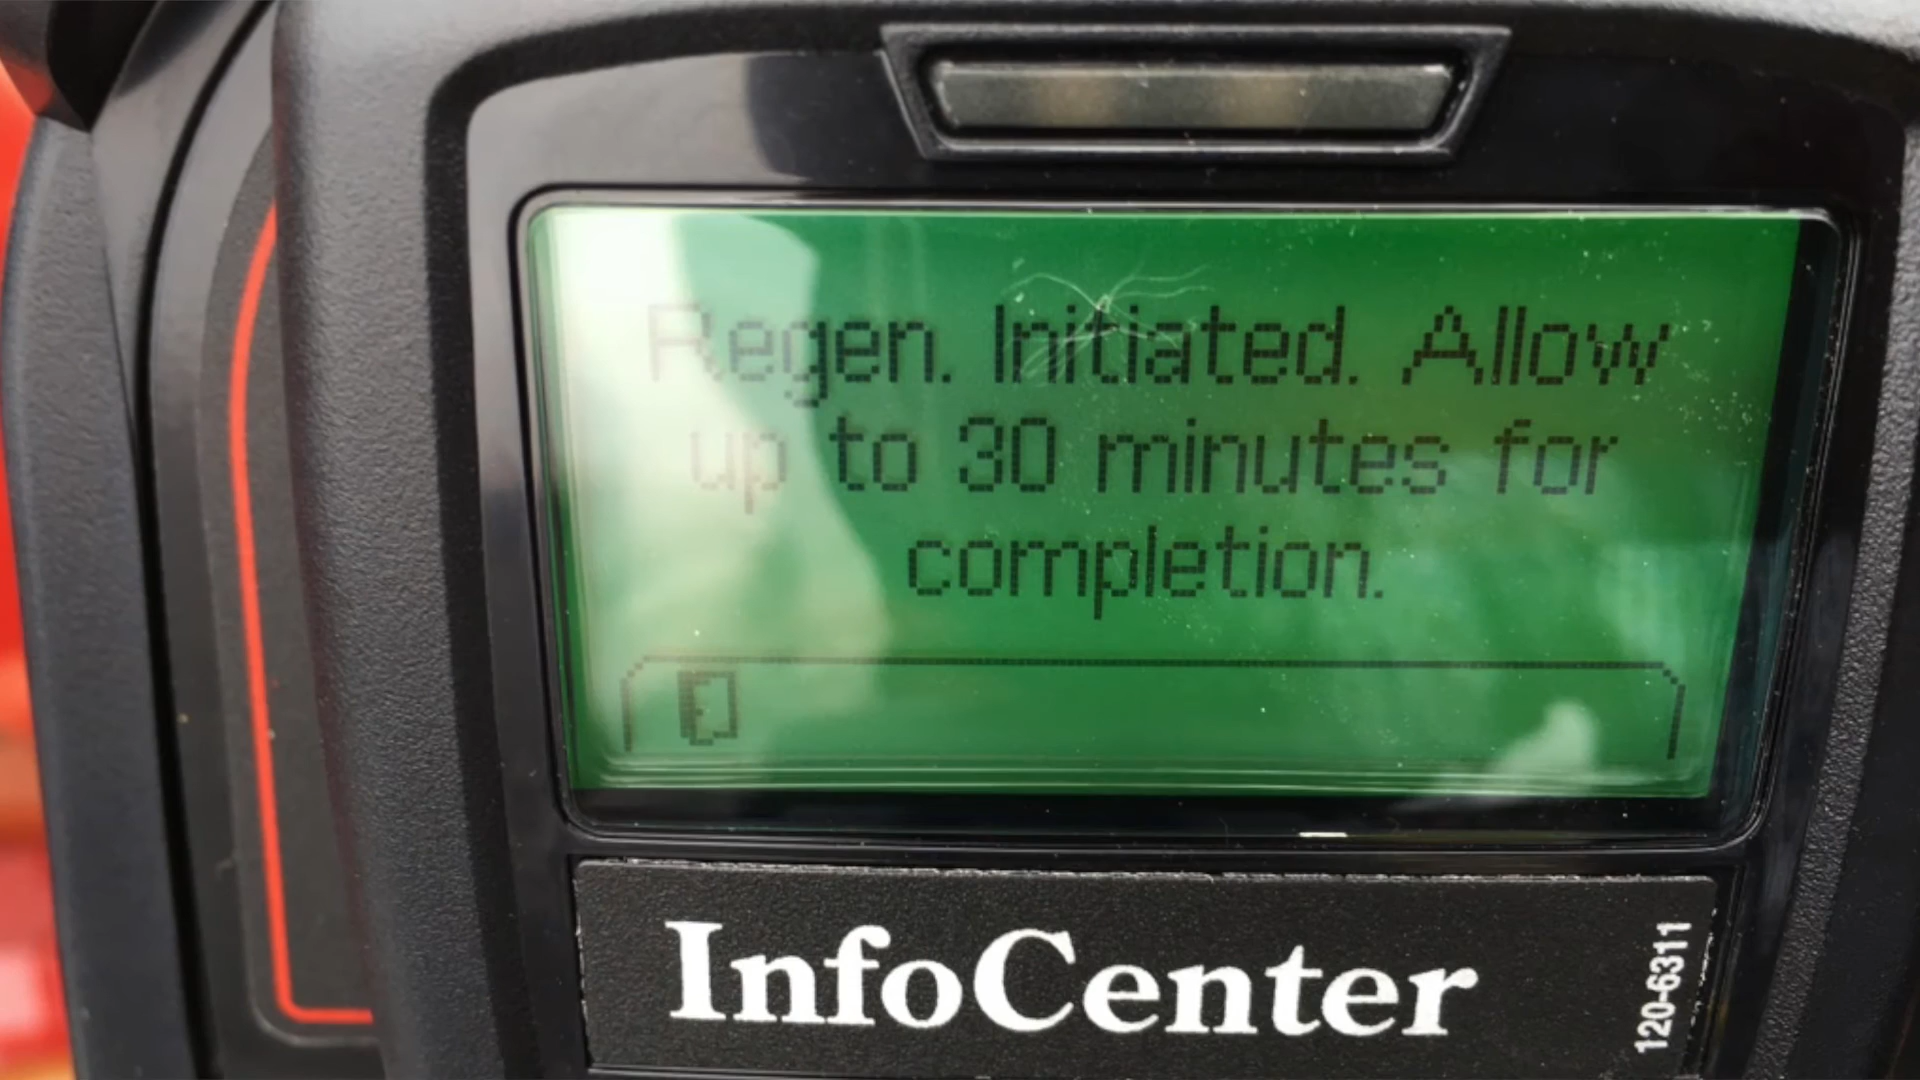 Regen. Initiated. Allow
up to 30 minutes for
completion.
InfoCenter
120-6311